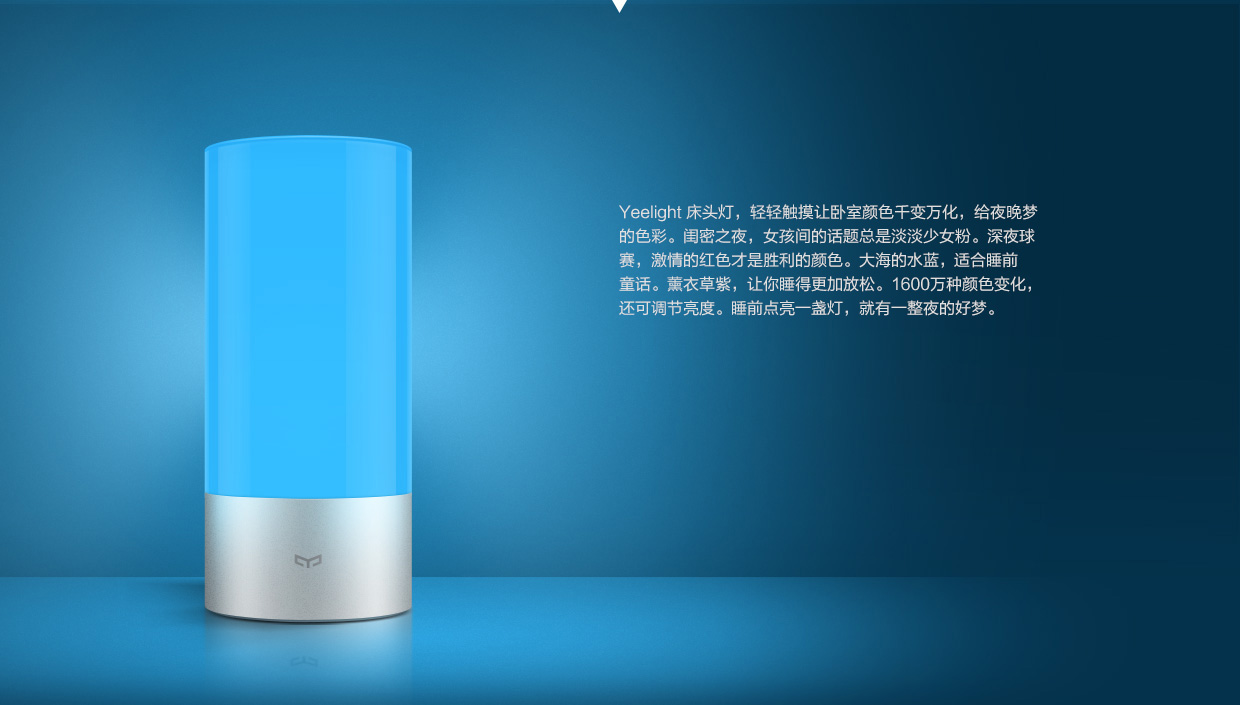 Yeelight 床头灯，轻轻触摸让卧室颜色千变万化，给夜晚梦
的色彩。闺密之夜，女孩间的话题总是淡淡少女粉。深夜球
赛，激情的红色才是胜利的颜色。大海的水蓝，适合睡前
童话。薰衣草紫，让你睡得更加放松。1600万种颜色变化，
还可调节亮度。睡前点亮一盏灯，就有一整夜的好梦。